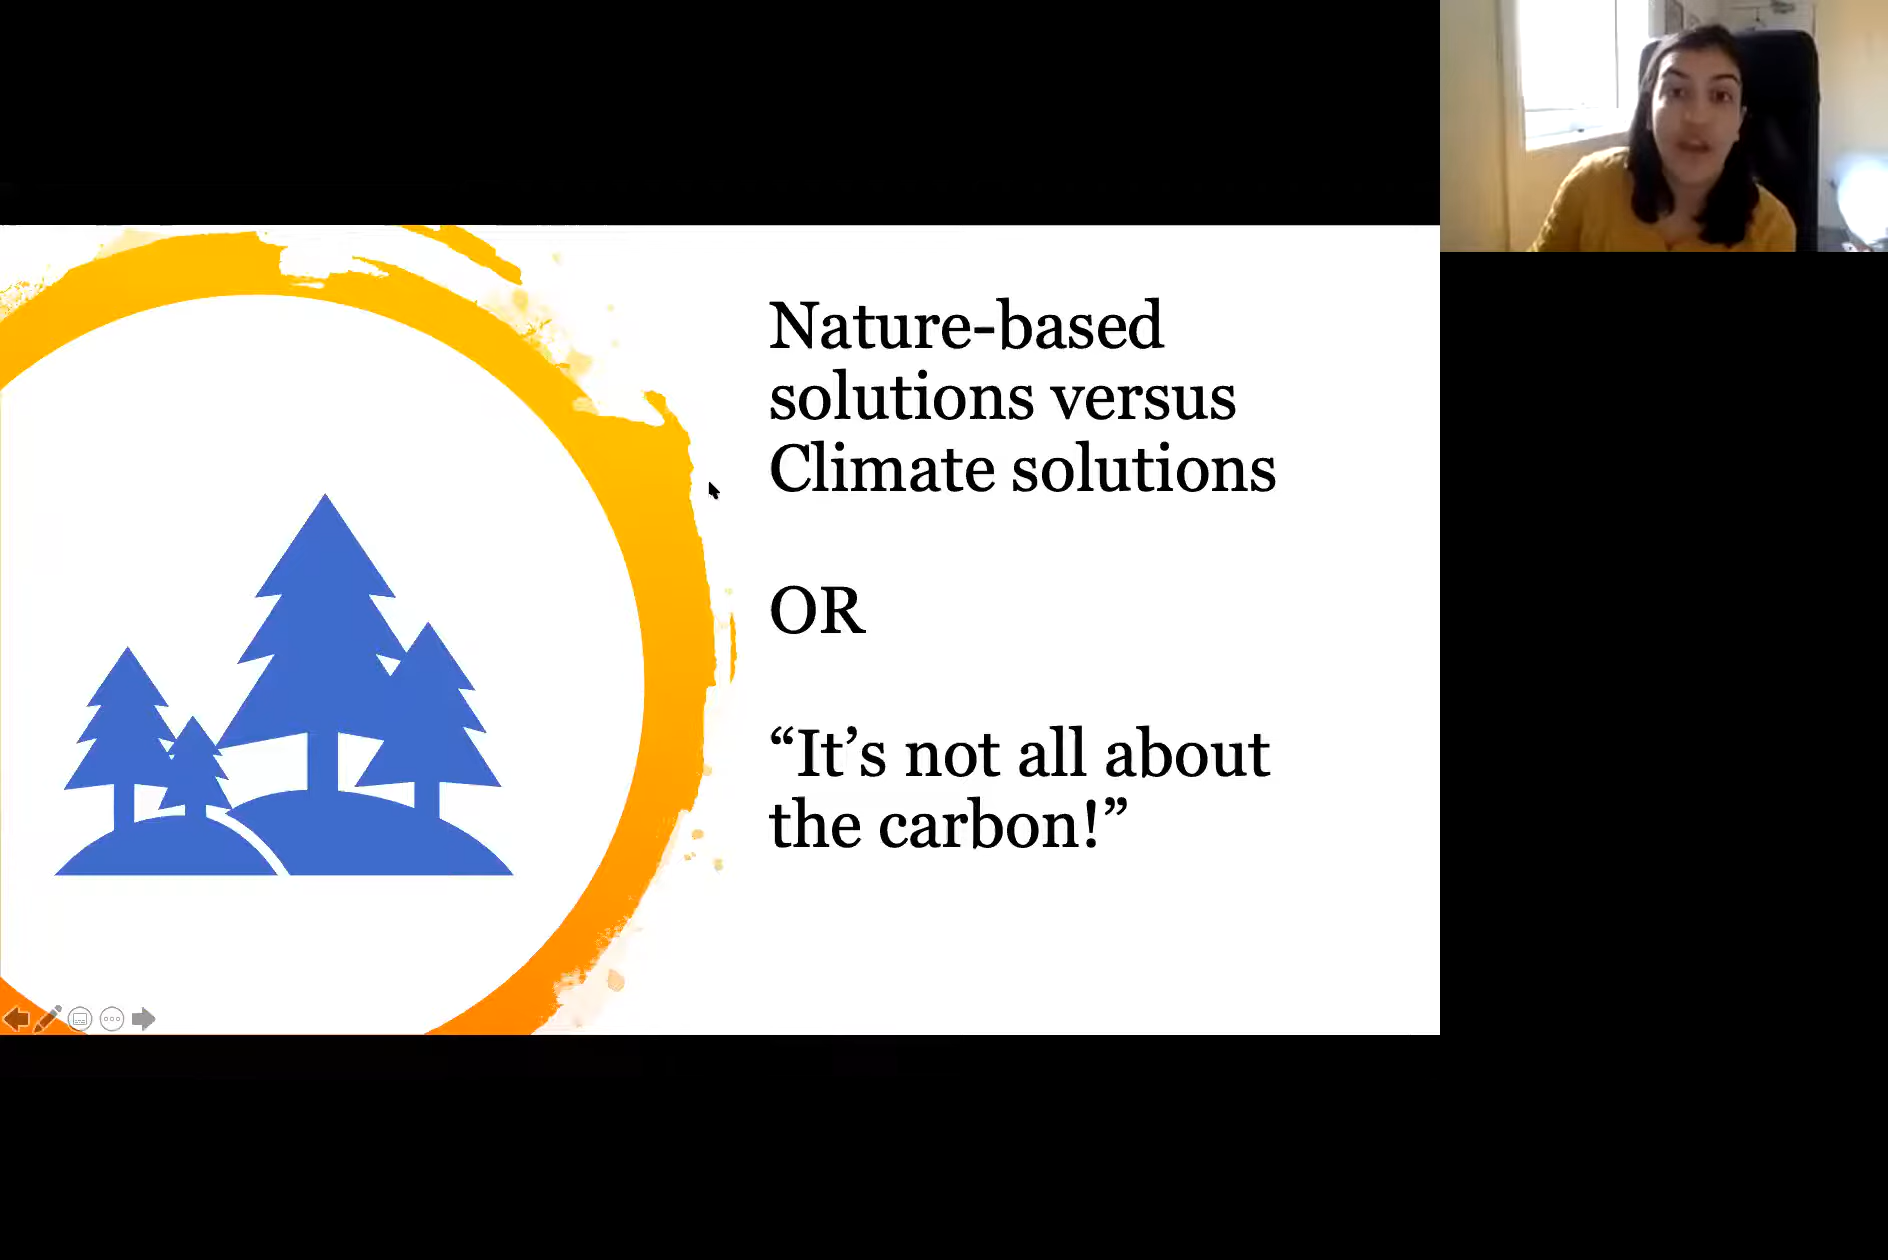 Nature-based
solutions versus
Climate solutions
OR
“It’s not all about
the carbon!”